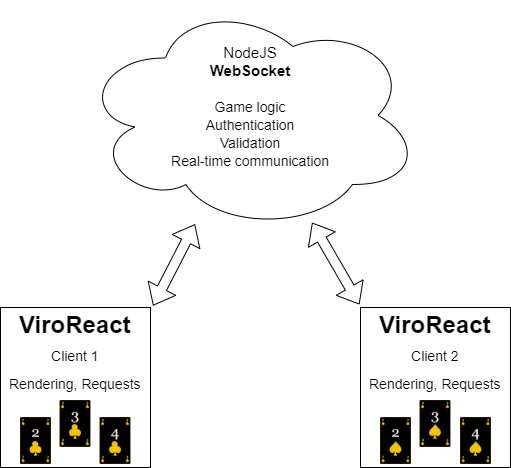 NodeJS
WebSocket
Game logic
Authentication
Validation
Real-time communication
ViroReact
Client 1
Rendering, Requests
2
3
4
ViroReact
Client 2
Rendering, Requests
2
3
4